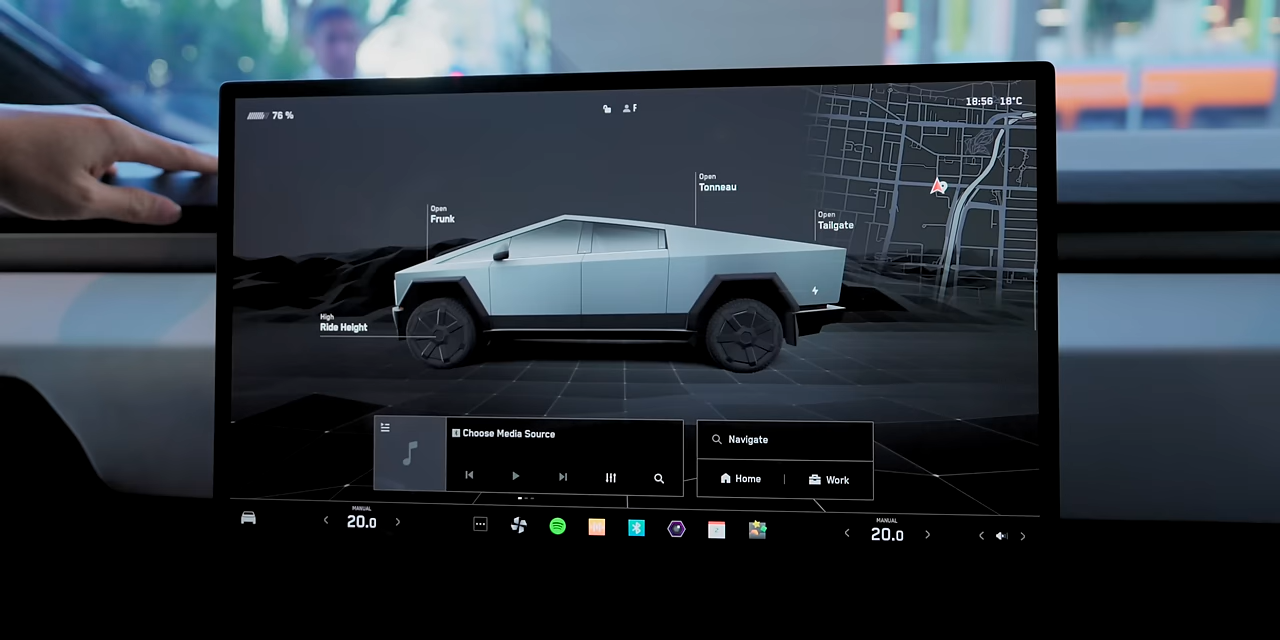 76 %
F
18:56 18°C
Open
Tonneau
Open
Frunk
Open
Tailgate
High
Ride Height
Choose Media Source
Navigate
Home
Work
MANUAL
20.0
MANUAL
20.0